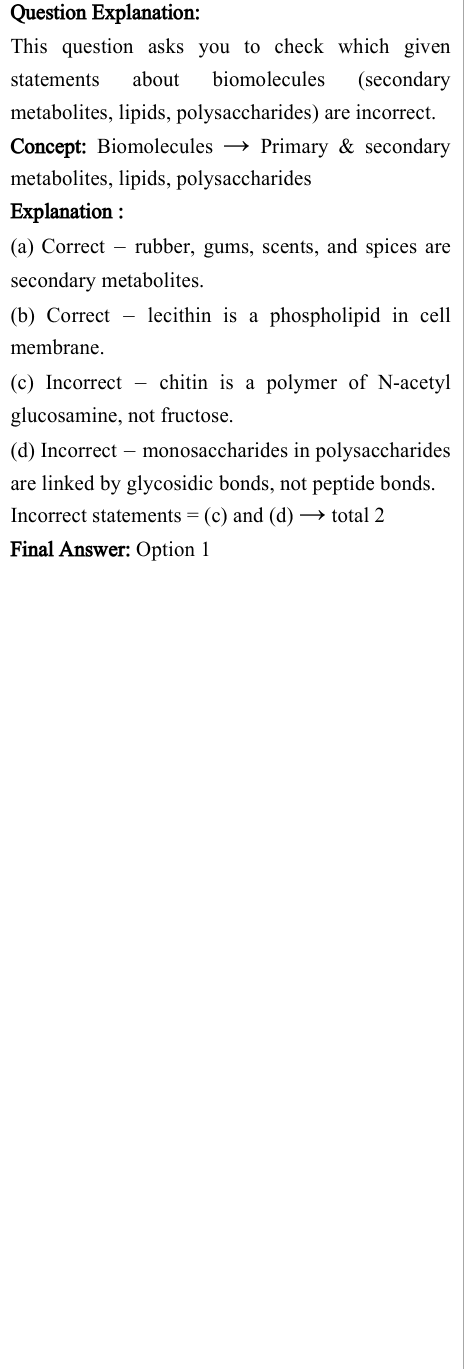 Question Explanation:
This question asks you to check which given
statements about biomolecules (secondary
metabolites, lipids, polysaccharides) are incorrect.
Concept: Biomolecules → Primary & secondary
metabolites, lipids, polysaccharides
Explanation :
(a) Correct – rubber, gums, scents, and spices are
secondary metabolites.
(b) Correct – lecithin is a phospholipid in cell
membrane.
(c) Incorrect – chitin is a polymer of N-acetyl
glucosamine, not fructose.
(d) Incorrect – monosaccharides in polysaccharides
are linked by glycosidic bonds, not peptide bonds.
Incorrect statements = (c) and (d) → total 2
Final Answer: Option 1